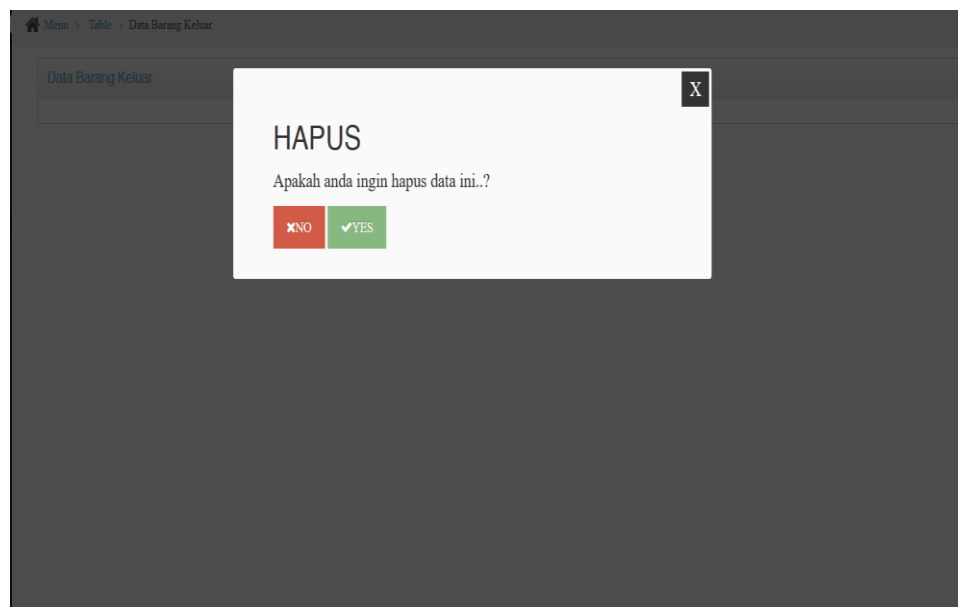 Menu > Table > Data Barang Keluar
Data Barang Keluar
X
HAPUS
Apakah anda ingin hapus data ini..?
✖NO ✔YES